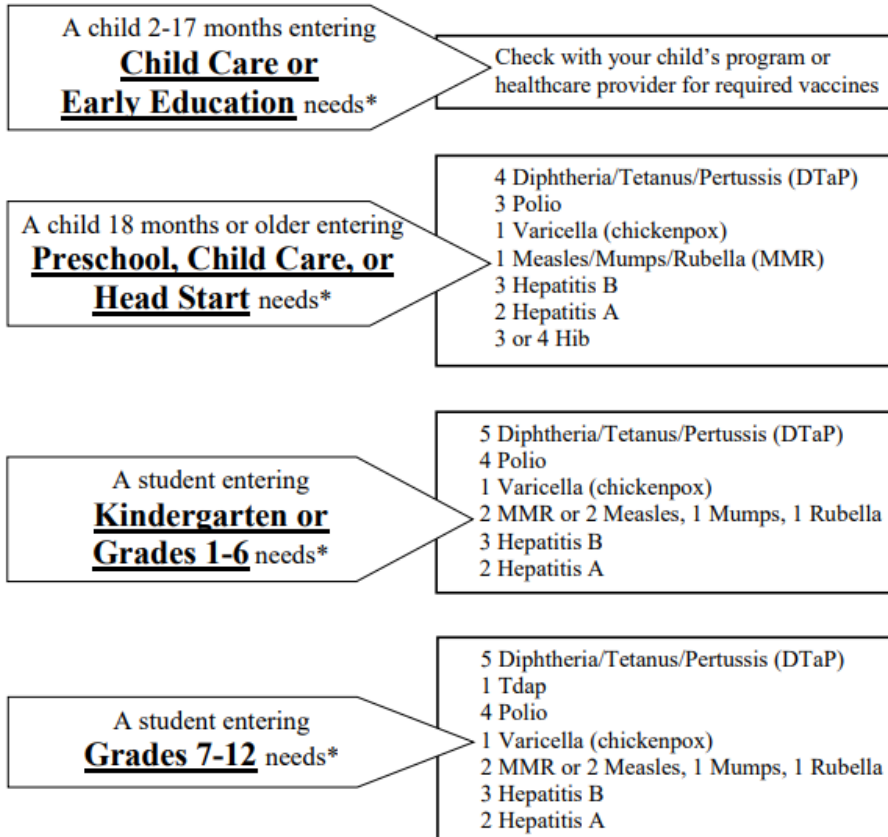 A child 2-17 months entering
Child Care or
Early Education needs*
Check with your child’s program or
healthcare provider for required vaccines
A child 18 months or older entering
Preschool, Child Care, or
Head Start needs*
4 Diphtheria/Tetanus/Pertussis (DTaP)
3 Polio
1 Varicella (chickenpox)
1 Measles/Mumps/Rubella (MMR)
3 Hepatitis B
2 Hepatitis A
3 or 4 Hib
A student entering
Kindergarten or
Grades 1-6 needs*
5 Diphtheria/Tetanus/Pertussis (DTaP)
4 Polio
1 Varicella (chickenpox)
2 MMR or 2 Measles, 1 Mumps, 1 Rubella
3 Hepatitis B
2 Hepatitis A
A student entering
Grades 7-12 needs*
5 Diphtheria/Tetanus/Pertussis (DTaP)
1 Tdap
4 Polio
1 Varicella (chickenpox)
2 MMR or 2 Measles, 1 Mumps, 1 Rubella
3 Hepatitis B
2 Hepatitis A